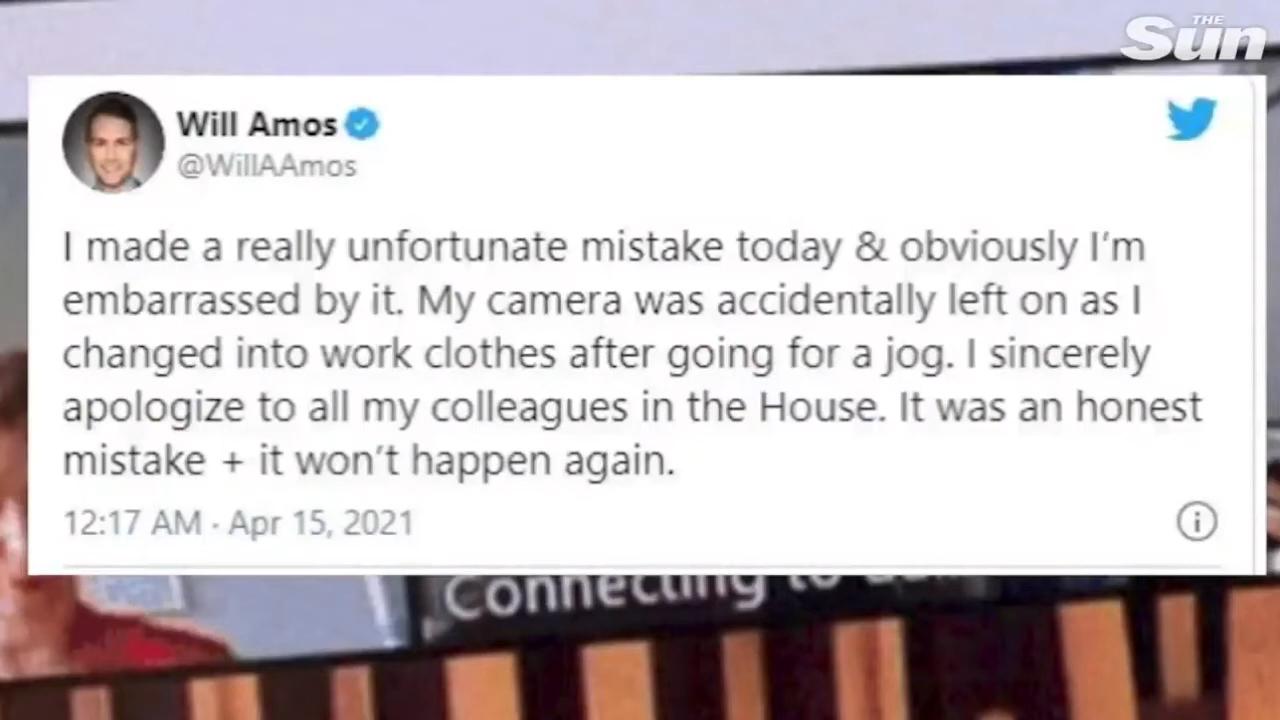 THE
Sun
Will Amos
@WillAAmos
I made a really unfortunate mistake today & obviously I'm
embarrassed by it. My camera was accidentally left on as I
changed into work clothes after going for a jog. I sincerely
apologize to all my colleagues in the House. It was an honest
mistake + it won't happen again.
12:17 AM · Apr 15, 2021
Connecting to